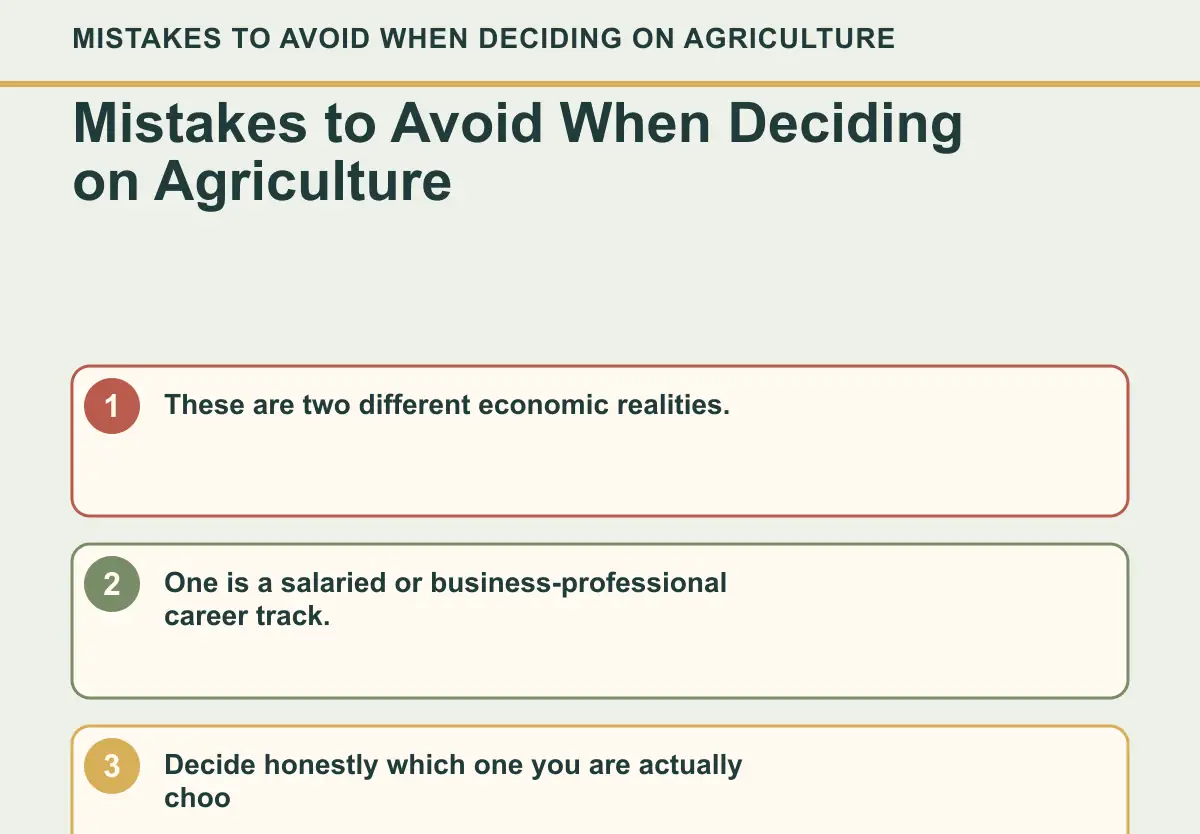 MISTAKES TO AVOID WHEN DECIDING ON AGRICULTURE
Mistakes to Avoid When Deciding
on Agriculture
1
These are two different economic realities.
2
One is a salaried or business-professional
career track.
3
Decide honestly which one you are actually
choo